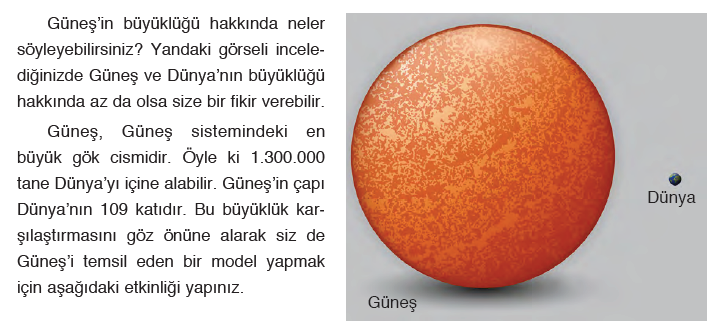 Güneş’in büyüklüğü hakkında neler
söyleyebilirsiniz? Yandaki görseli incele-
diğinizde Güneş ve Dünya’nın büyüklüğü
hakkında az da olsa size bir fikir verebilir.
Güneş, Güneş sistemindeki en
büyük gök cismidir. Öyle ki 1.300.000
tane Dünya’yı içine alabilir. Güneş’in çapı
Dünya’nın 109 katıdır. Bu büyüklük kar-
şılaştırmasını göz önüne alarak siz de
Güneş’i temsil eden bir model yapmak
için aşağıdaki etkinliği yapınız.
Dünya
Güneş